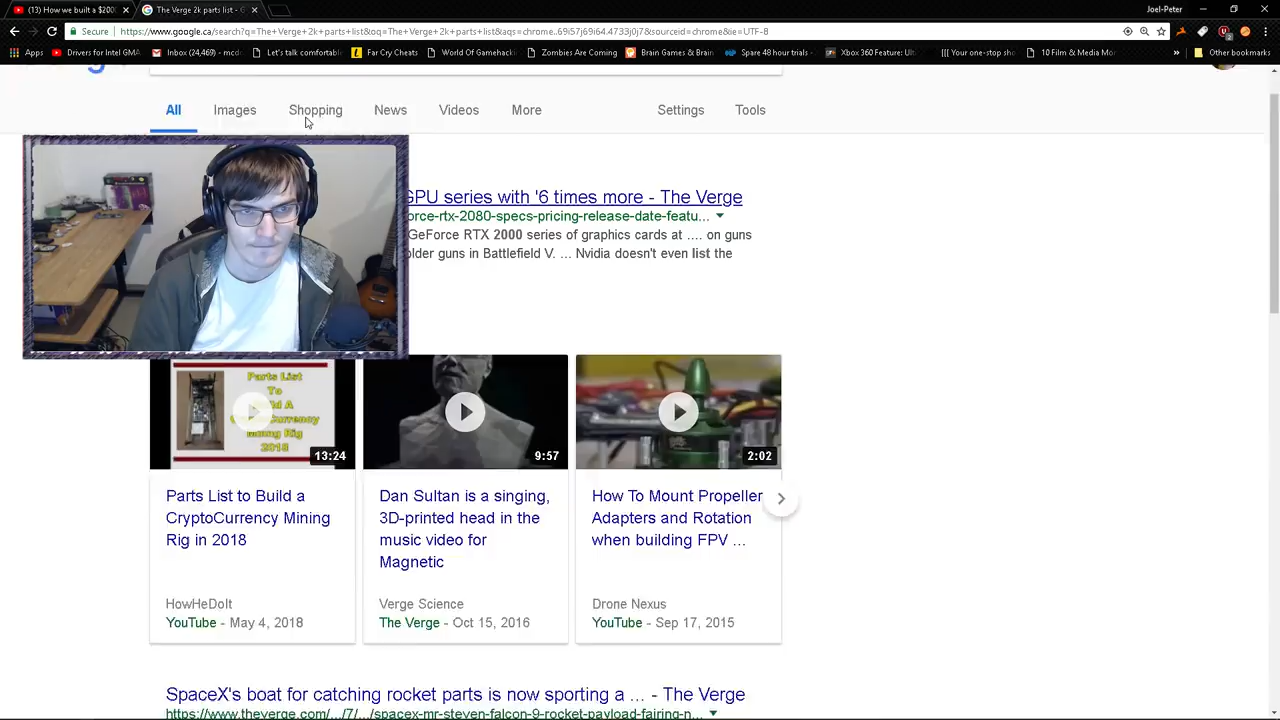 (13) How we built a $200
The Verge 2k parts list -
Joel-Peter
Secure
https://www.google.ca/search?q=The+Verge+2k+parts+list&oq=The+Verge+2k+parts+list&aqs=chrome..69i57j69i64.4733j0j7&sourceid=chrome&ie=UTF-8
Apps
Drivers for Intel GMA
Inbox (24,469) - mcd
Let's talk comfortabl
Far Cry Cheats
World Of Gamehack
Zombies Are Coming
Brain Games & Brain
Spare 48 hour trials -
Xbox 360 Feature: Ult
[[[ Your one-stop sho
10 Film & Media Mo
Other bookmarks
All
Images
Shopping
News
Videos
More
Settings
Tools
GPU series with '6 times more - The Verge
orce-rtx-2080-specs-pricing-release-date-featu...
GeForce RTX 2000 series of graphics cards at .... on guns
older guns in Battlefield V. ... Nvidia doesn't even list the
Parts List
To
A
Currency
Mining Rig
2018
13:24
9:57
2:02
Parts List to Build a
CryptoCurrency Mining
Rig in 2018
HowHeDoIt
YouTube - May 4, 2018
Dan Sultan is a singing,
3D-printed head in the
music video for
Magnetic
Verge Science
The Verge - Oct 15, 2016
How To Mount Propeller
Adapters and Rotation
when building FPV ...
Drone Nexus
YouTube - Sep 17, 2015
SpaceX's boat for catching rocket parts is now sporting a ... - The Verge
https://www.theverge.com/.../7/.../spacex-mr-steven-falcon-9-rocket-payload-fairing-n...